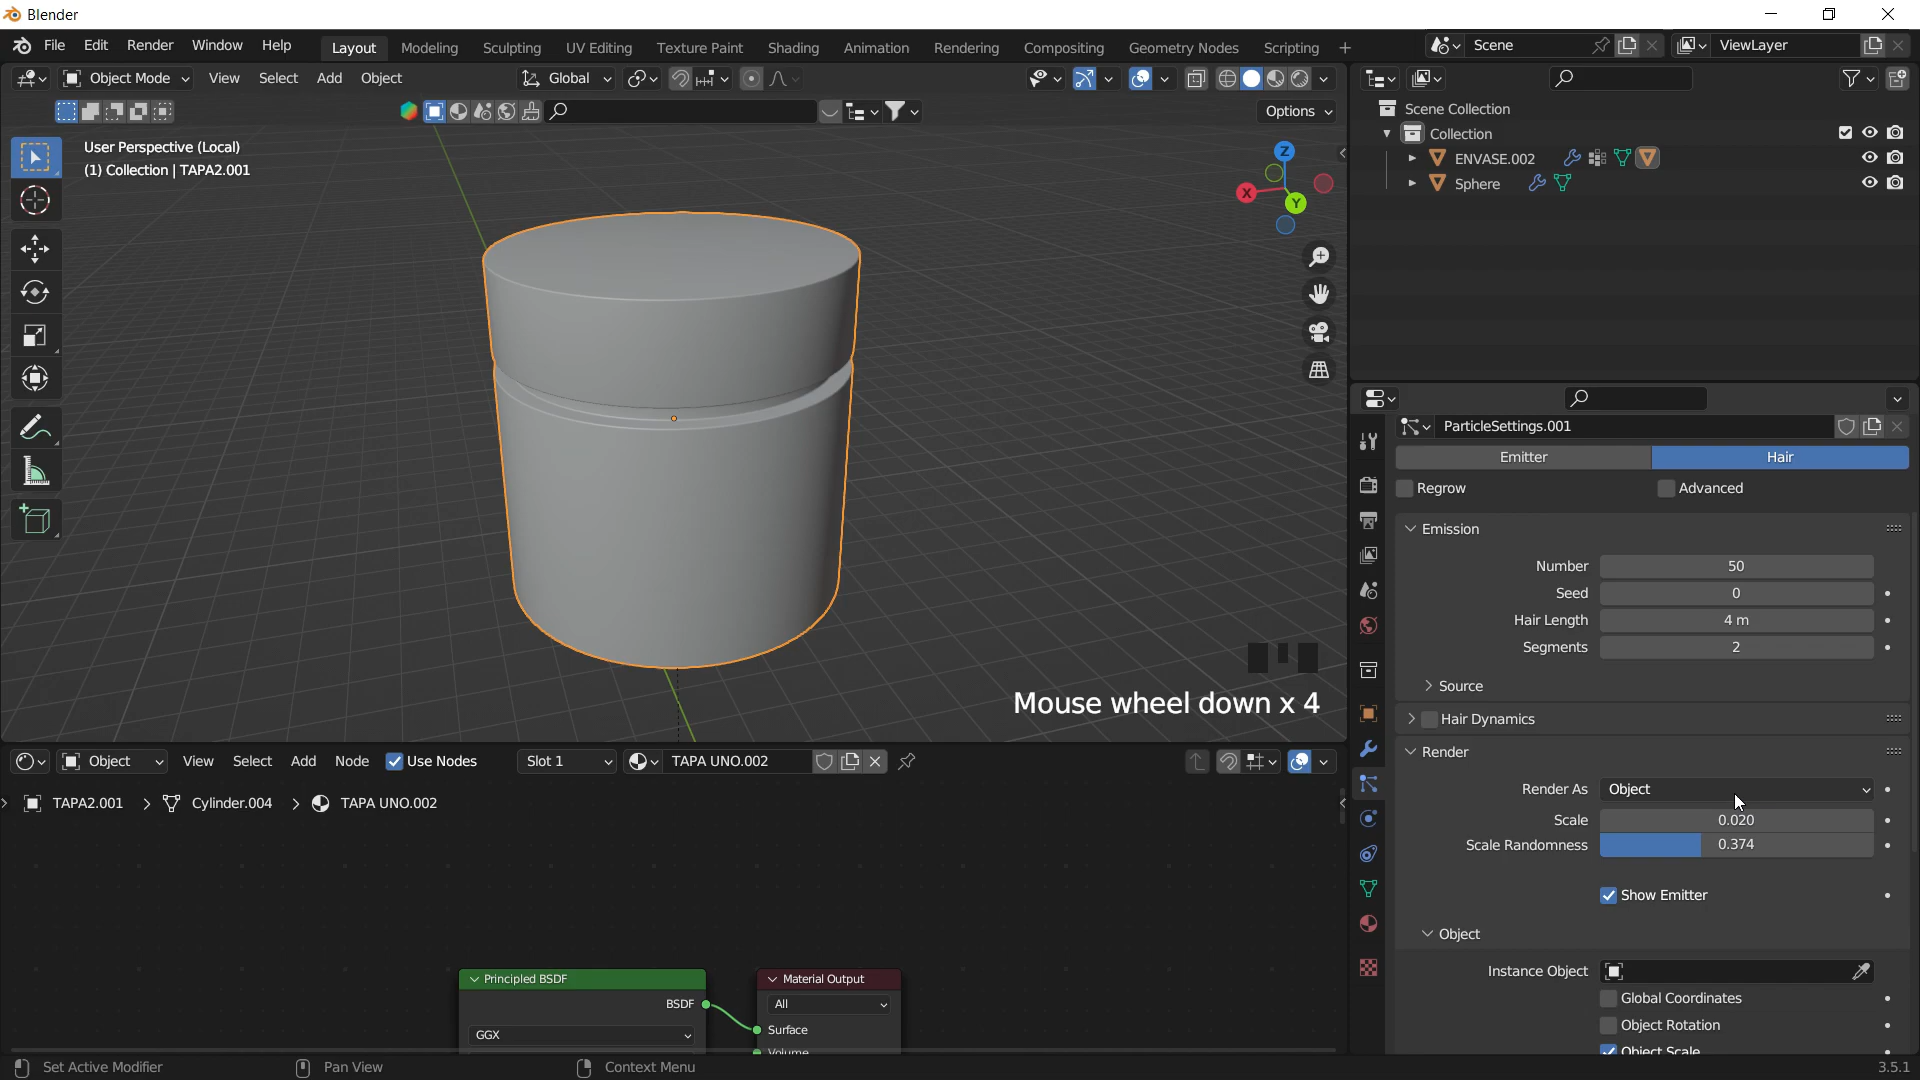 Blender
File Edit Render Window Help
Layout Modeling Sculpting UV Editing Texture Paint Shading Animation Rendering Compositing Geometry Nodes Scripting +
Scene
ViewLayer
Object Mode View Select Add Object
Global
Options
User Perspective (Local)
(1) Collection | TAPA2.001
Z
X
Y
Mouse wheel down x 4
Scene Collection
Collection
ENVASE.002
Sphere
ParticleSettings.001
Emitter Hair
Regrow Advanced
Emission
Number 50
Seed 0
Hair Length 4 m
Segments 2
Source
Hair Dynamics
Render
Render As Object
Scale 0.020
Scale Randomness 0.374
Show Emitter
Object
Instance Object
Global Coordinates
Object Rotation
Object Scale
Object View Select Add Node Use Nodes Slot 1 TAPA UNO.002
TAPA2.001 > Cylinder.004 > TAPA UNO.002
Principled BSDF
BSDF
GGX
Material Output
All
Surface
Volume
Set Active Modifier Pan View Context Menu 3.5.1